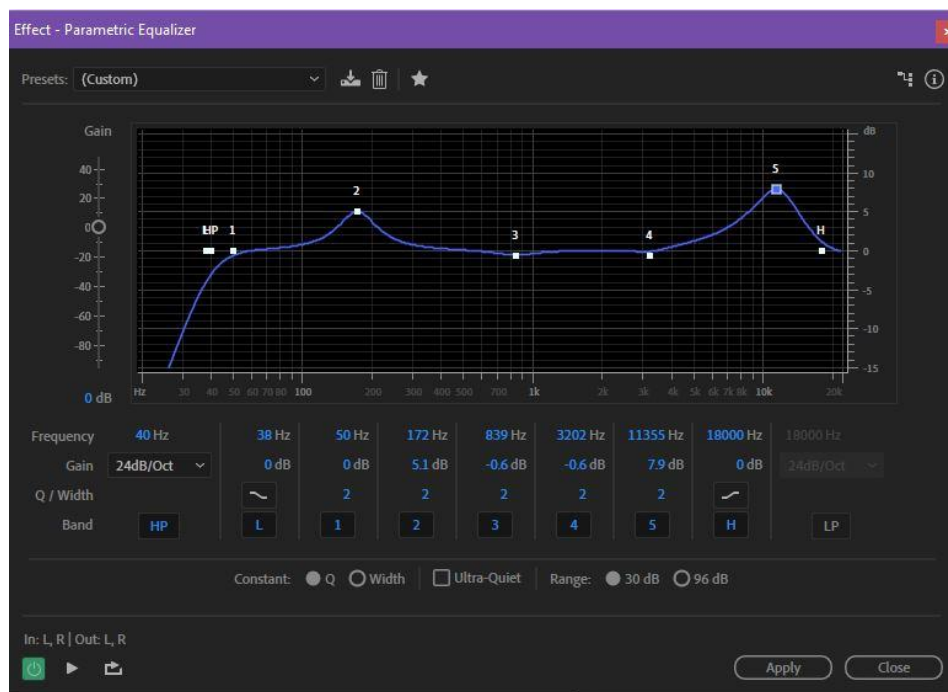 Effect - Parametric Equalizer
Presets: (Custom)
Gain
dB
40
20
0
-20
-40
-60
-80
0 dB
HP 1 2 3 4 5 H
10
5
0
-5
-10
-15
Hz 30 40 50 60 70 80 100 200 300 400 500 700 1k 2k 3k 4k 5k 6k 7k 8k 10k 20k
Frequency 40 Hz 38 Hz 50 Hz 172 Hz 839 Hz 3202 Hz 11355 Hz 18000 Hz 18000 Hz
Gain 24dB/Oct 0 dB 0 dB 5.1 dB -0.6 dB -0.6 dB 7.9 dB 0 dB 24dB/Oct
Q / Width 2 2 2 2 2
Band HP L 1 2 3 4 5 H LP
Constant: Q Width Ultra-Quiet Range: 30 dB 96 dB
In: L, R | Out: L, R
Apply Close